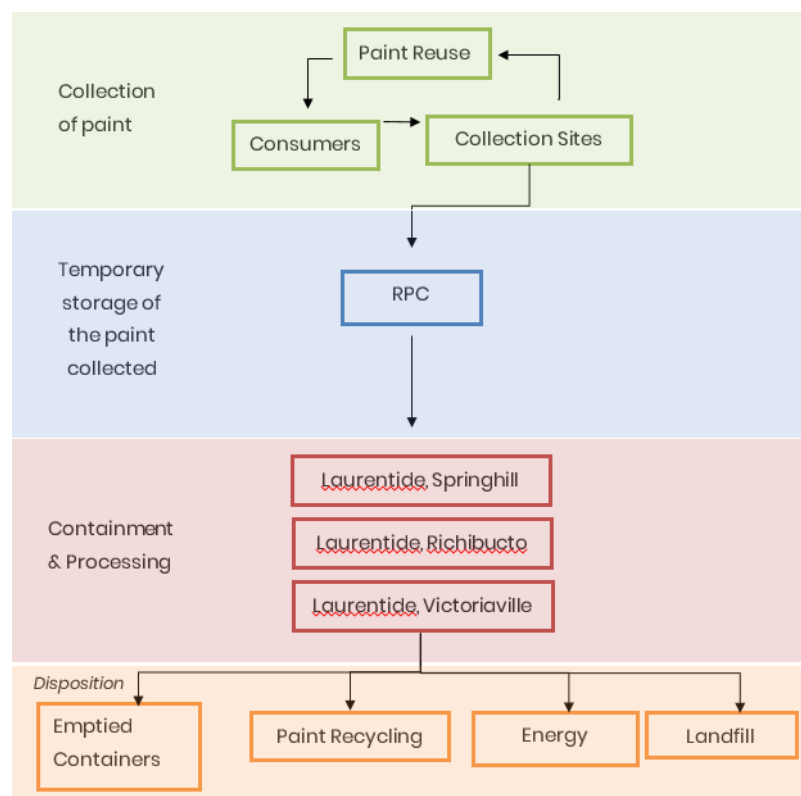 Paint Reuse
Collection
of paint
Consumers
Collection Sites
Temporary
storage of
the paint
collected
RPC
Laurentide, Springhill
Containment
& Processing
Laurentide, Richibucto
Laurentide, Victoriaville
Disposition
Emptied
Containers
Paint Recycling
Energy
Landfill